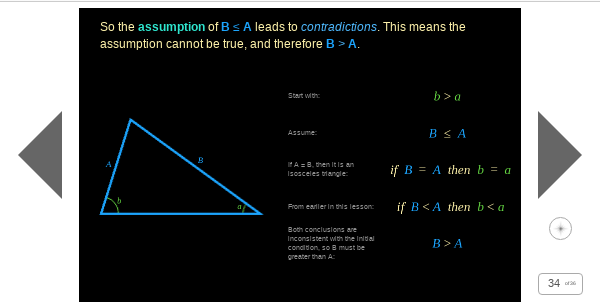 So the assumption of B ≤ A leads to contradictions. This means the
assumption cannot be true, and therefore B > A.
Start with:
b > a
Assume:
B ≤ A
If A = B, then it is an
isosceles triangle:
if B = A then b = a
From earlier in this lesson:
if B < A then b < a
Both conclusions are
inconsistent with the initial
condition, so B must be
greater than A:
B > A
A
B
b
a
34 of 36